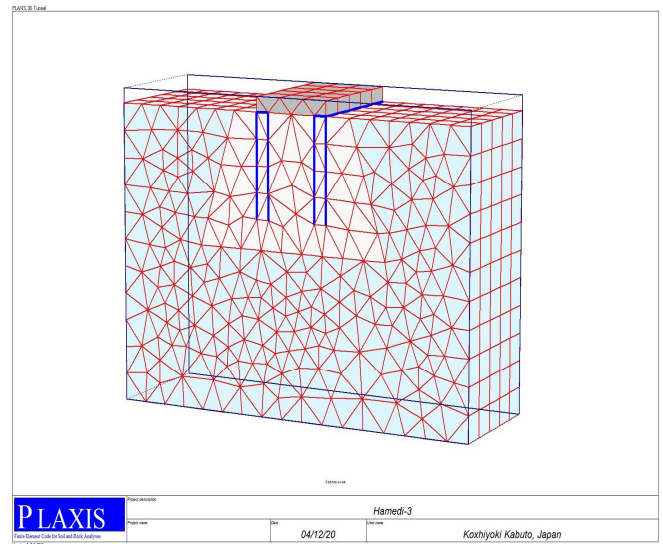 PLAXIS 3D Tunnel
Project description
Hamedi-3
PLAXIS
Finite Element Code for Soil and Rock Analyses
Project name
Date
04/12/20
User name
Koxhiyoki Kabuto, Japan